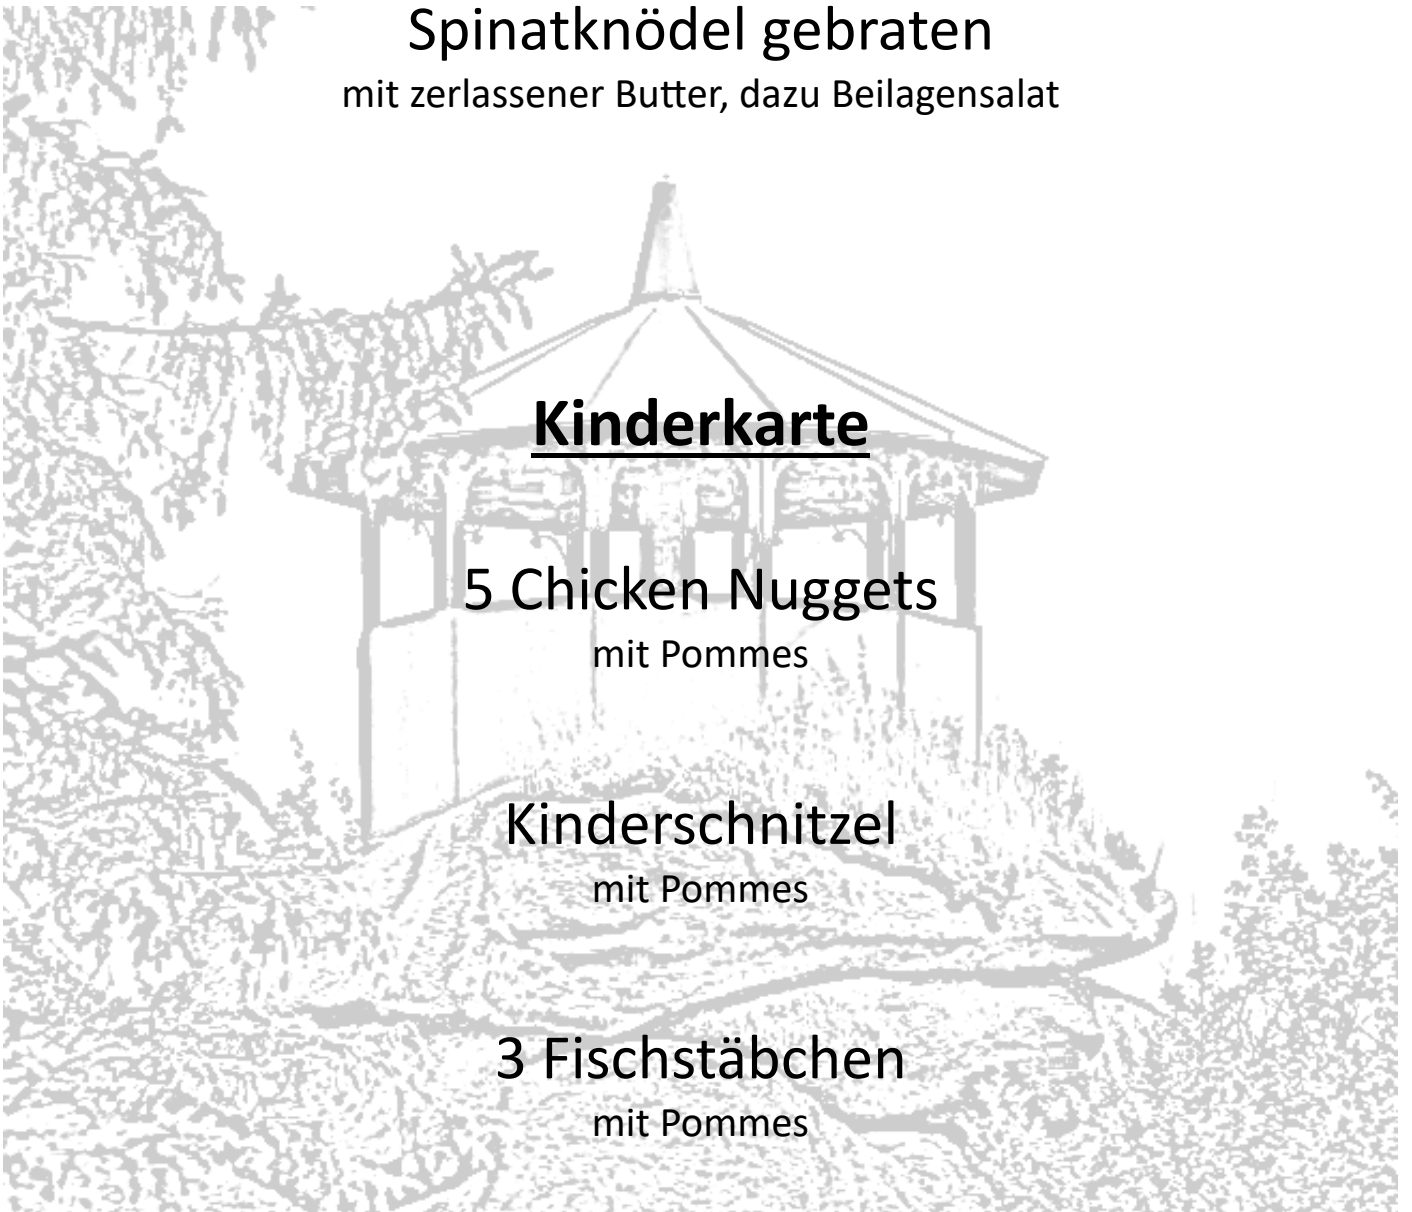 Spinatknödel gebraten
mit zerlassener Butter, dazu Beilagensalat
Kinderkarte
5 Chicken Nuggets
mit Pommes
Kinderschnitzel
mit Pommes
3 Fischstäbchen
mit Pommes